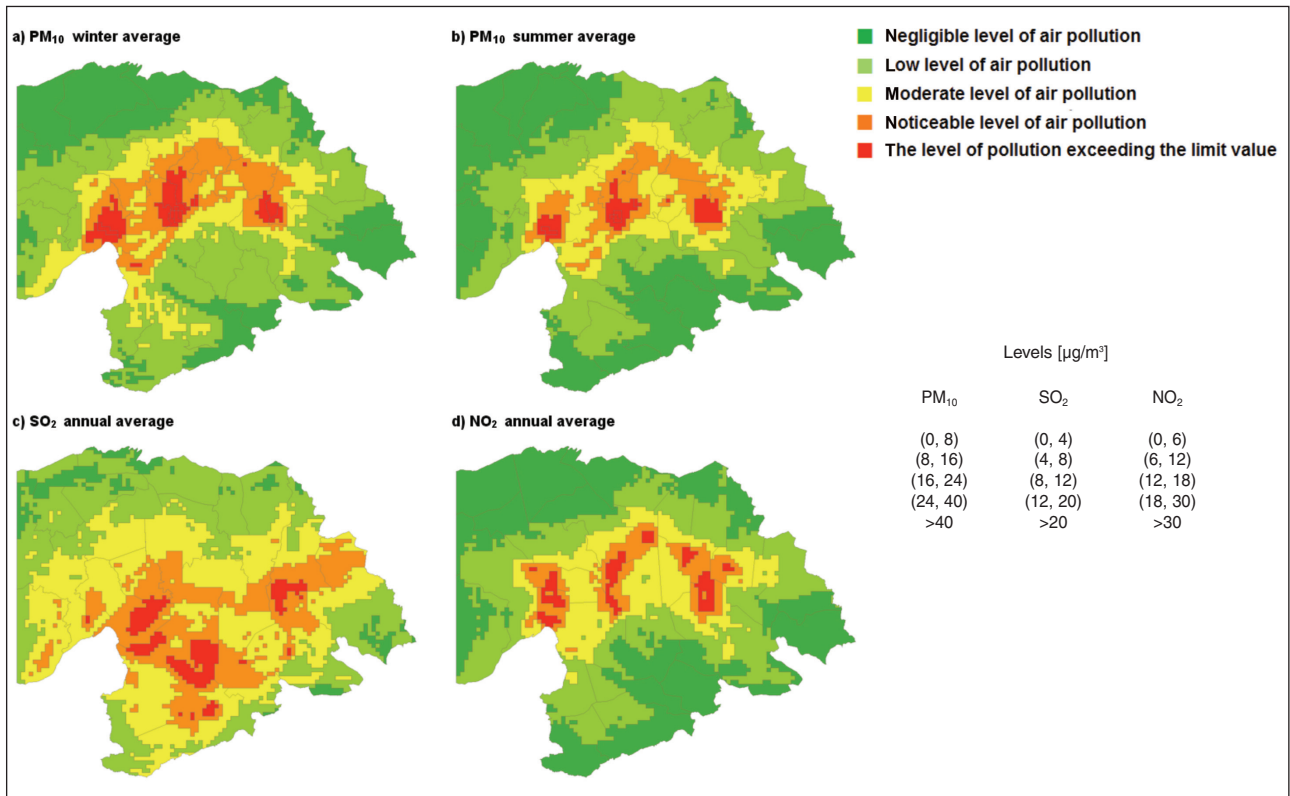 a) PM₁₀ winter average
b) PM₁₀ summer average
Negligible level of air pollution
Low level of air pollution
Moderate level of air pollution
Noticeable level of air pollution
The level of pollution exceeding the limit value
c) SO₂ annual average
d) NO₂ annual average
Levels [µg/m³]
PM₁₀ SO₂ NO₂
(0, 8) (0, 4) (0, 6)
(8, 16) (4, 8) (6, 12)
(16, 24) (8, 12) (12, 18)
(24, 40) (12, 20) (18, 30)
>40 >20 >30